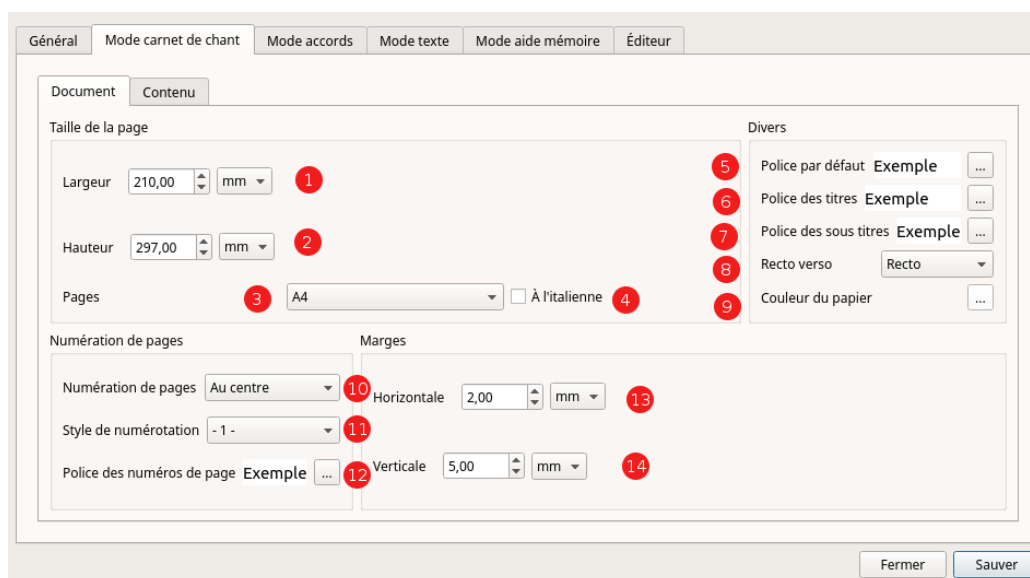 Général Mode carnet de chant Mode accords Mode texte Mode aide mémoire Éditeur
Document Contenu
Taille de la page
Largeur 210,00 mm 1
Hauteur 297,00 mm 2
Pages 3 A4 À l'italienne 4
Divers
5 Police par défaut Exemple ...
6 Police des titres Exemple ...
7 Police des sous titres Exemple ...
8 Recto verso Recto
9 Couleur du papier ...
Numération de pages
Numération de pages Au centre 10
Style de numérotation - 1 - 11
Police des numéros de page Exemple ... 12
Marges
Horizontale 2,00 mm 13
Verticale 5,00 mm 14
Fermer Sauver